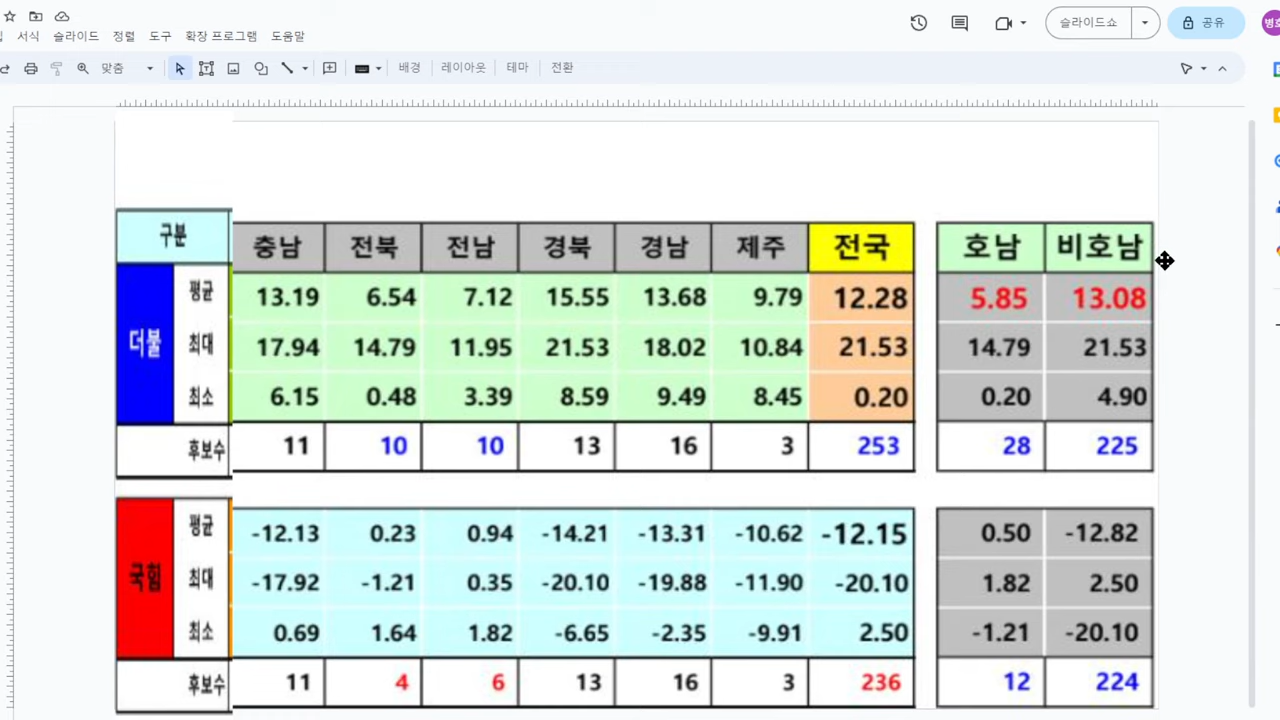 슬라이드쇼
공유
병호
서식 슬라이드 정렬 도구 확장 프로그램 도움말
맞춤 배경 레이아웃 테마 전환
구분 충남 전북 전남 경북 경남 제주 전국 호남 비호남
더불 평균 13.19 6.54 7.12 15.55 13.68 9.79 12.28 5.85 13.08
최대 17.94 14.79 11.95 21.53 18.02 10.84 21.53 14.79 21.53
최소 6.15 0.48 3.39 8.59 9.49 8.45 0.20 0.20 4.90
후보수 11 10 10 13 16 3 253 28 225
국힘 평균 -12.13 0.23 0.94 -14.21 -13.31 -10.62 -12.15 0.50 -12.82
최대 -17.92 -1.21 0.35 -20.10 -19.88 -11.90 -20.10 1.82 2.50
최소 0.69 1.64 1.82 -6.65 -2.35 -9.91 2.50 -1.21 -20.10
후보수 11 4 6 13 16 3 236 12 224